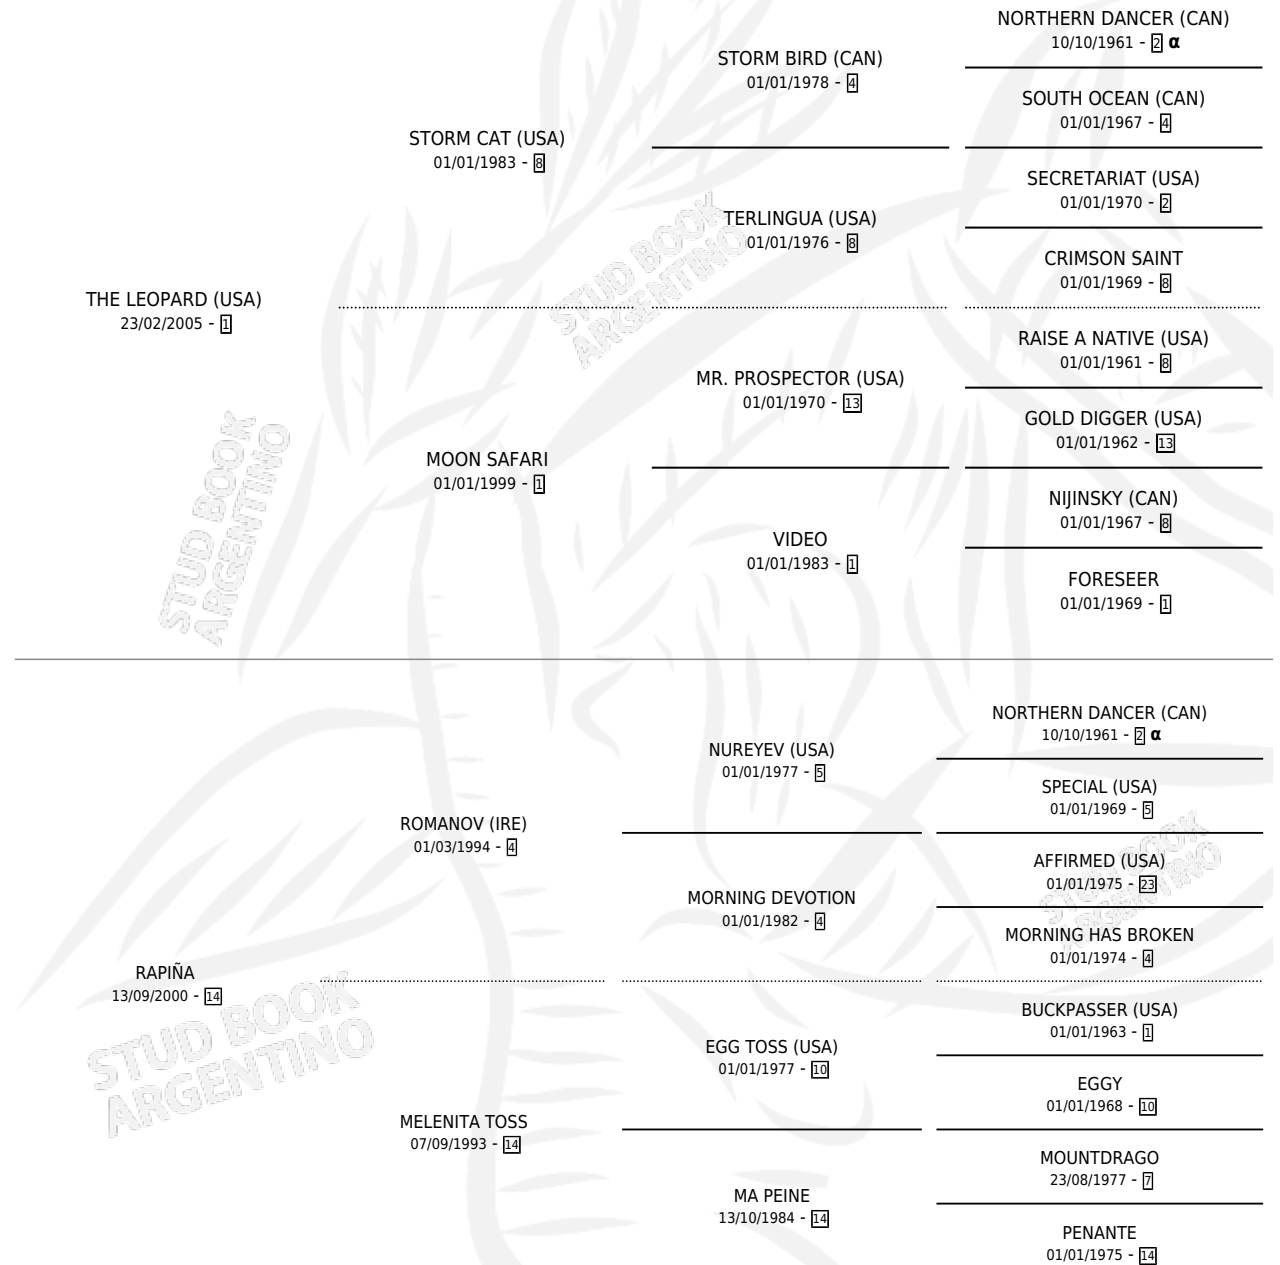 NORTHERN DANCER (CAN)
10/10/1961 - 2 α
STORM BIRD (CAN)
01/01/1978 - 4
SOUTH OCEAN (CAN)
01/01/1967 - 4
STORM CAT (USA)
01/01/1983 - 8
SECRETARIAT (USA)
01/01/1970 - 2
TERLINGUA (USA)
01/01/1976 - 8
CRIMSON SAINT
01/01/1969 - 8
THE LEOPARD (USA)
23/02/2005 - 1
RAISE A NATIVE (USA)
01/01/1961 - 8
MR. PROSPECTOR (USA)
01/01/1970 - 13
GOLD DIGGER (USA)
01/01/1962 - 13
MOON SAFARI
01/01/1999 - 1
NIJINSKY (CAN)
01/01/1967 - 8
VIDEO
01/01/1983 - 1
FORESEER
01/01/1969 - 1
NORTHERN DANCER (CAN)
10/10/1961 - 2 α
NUREYEV (USA)
01/01/1977 - 5
SPECIAL (USA)
01/01/1969 - 5
ROMANOV (IRE)
01/03/1994 - 4
AFFIRMED (USA)
01/01/1975 - 23
MORNING DEVOTION
01/01/1982 - 4
MORNING HAS BROKEN
01/01/1974 - 4
RAPIÑA
13/09/2000 - 14
BUCKPASSER (USA)
01/01/1963 - 1
EGG TOSS (USA)
01/01/1977 - 10
EGGY
01/01/1968 - 10
MELENITA TOSS
07/09/1993 - 14
MOUNTDRAGO
23/08/1977 - 7
MA PEINE
13/10/1984 - 14
PENANTE
01/01/1975 - 14
STUD BOOK
ARGENTINO
STUD BOOK
ARGENTINO
STUD BOOK
ARGENTINO
STUD BOOK
ARGENTINO